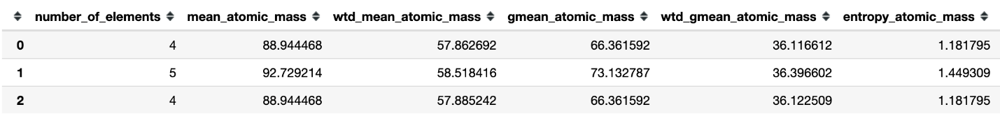 number_of_elements mean_atomic_mass wtd_mean_atomic_mass gmean_atomic_mass wtd_gmean_atomic_mass entropy_atomic_mass
0 4 88.944468 57.862692 66.361592 36.116612 1.181795
1 5 92.729214 58.518416 73.132787 36.396602 1.449309
2 4 88.944468 57.885242 66.361592 36.122509 1.181795